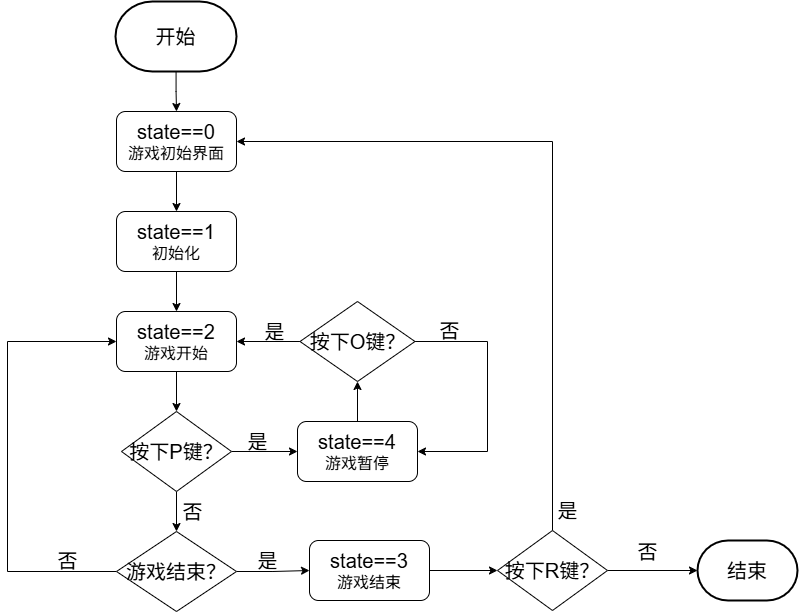 开始
state==0
游戏初始界面
state==1
初始化
state==2
游戏开始
是
按下O键？
否
按下P键？
是
state==4
游戏暂停
否
游戏结束？
否
是
state==3
游戏结束
按下R键？
是
否
结束